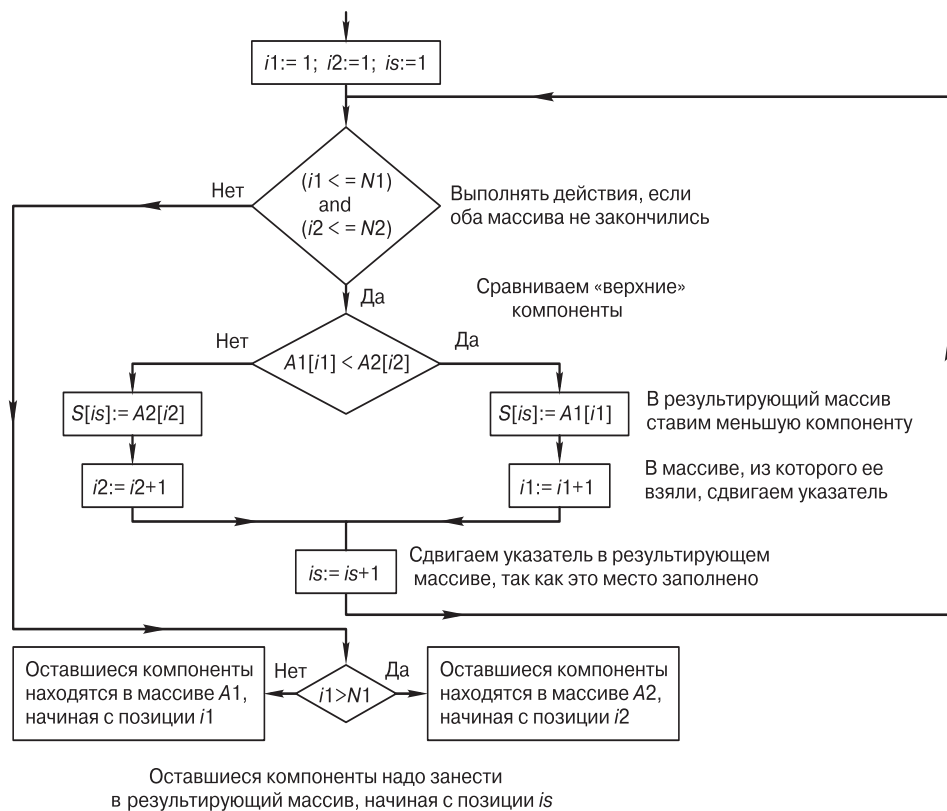 i1:= 1; i2:=1; is:=1
Нет
(i1 < = N1)
and
(i2 < = N2)
Выполнять действия, если
оба массива не закончились
Да
Сравниваем «верхние»
компоненты
Нет
A1[i1] < A2[i2]
Да
S[is]:= A2[i2]
S[is]:= A1[i1]
В результирующий массив
ставим меньшую компоненту
i2:= i2+1
i1:= i1+1
В массиве, из которого ее
взяли, сдвигаем указатель
is:= is+1
Сдвигаем указатель в результирующем
массиве, так как это место заполнено
Оставшиеся компоненты
находятся в массиве A1,
начиная с позиции i1
Нет
i1>N1
Да
Оставшиеся компоненты
находятся в массиве A2,
начиная с позиции i2
Оставшиеся компоненты надо занести
в результирующий массив, начиная с позиции is